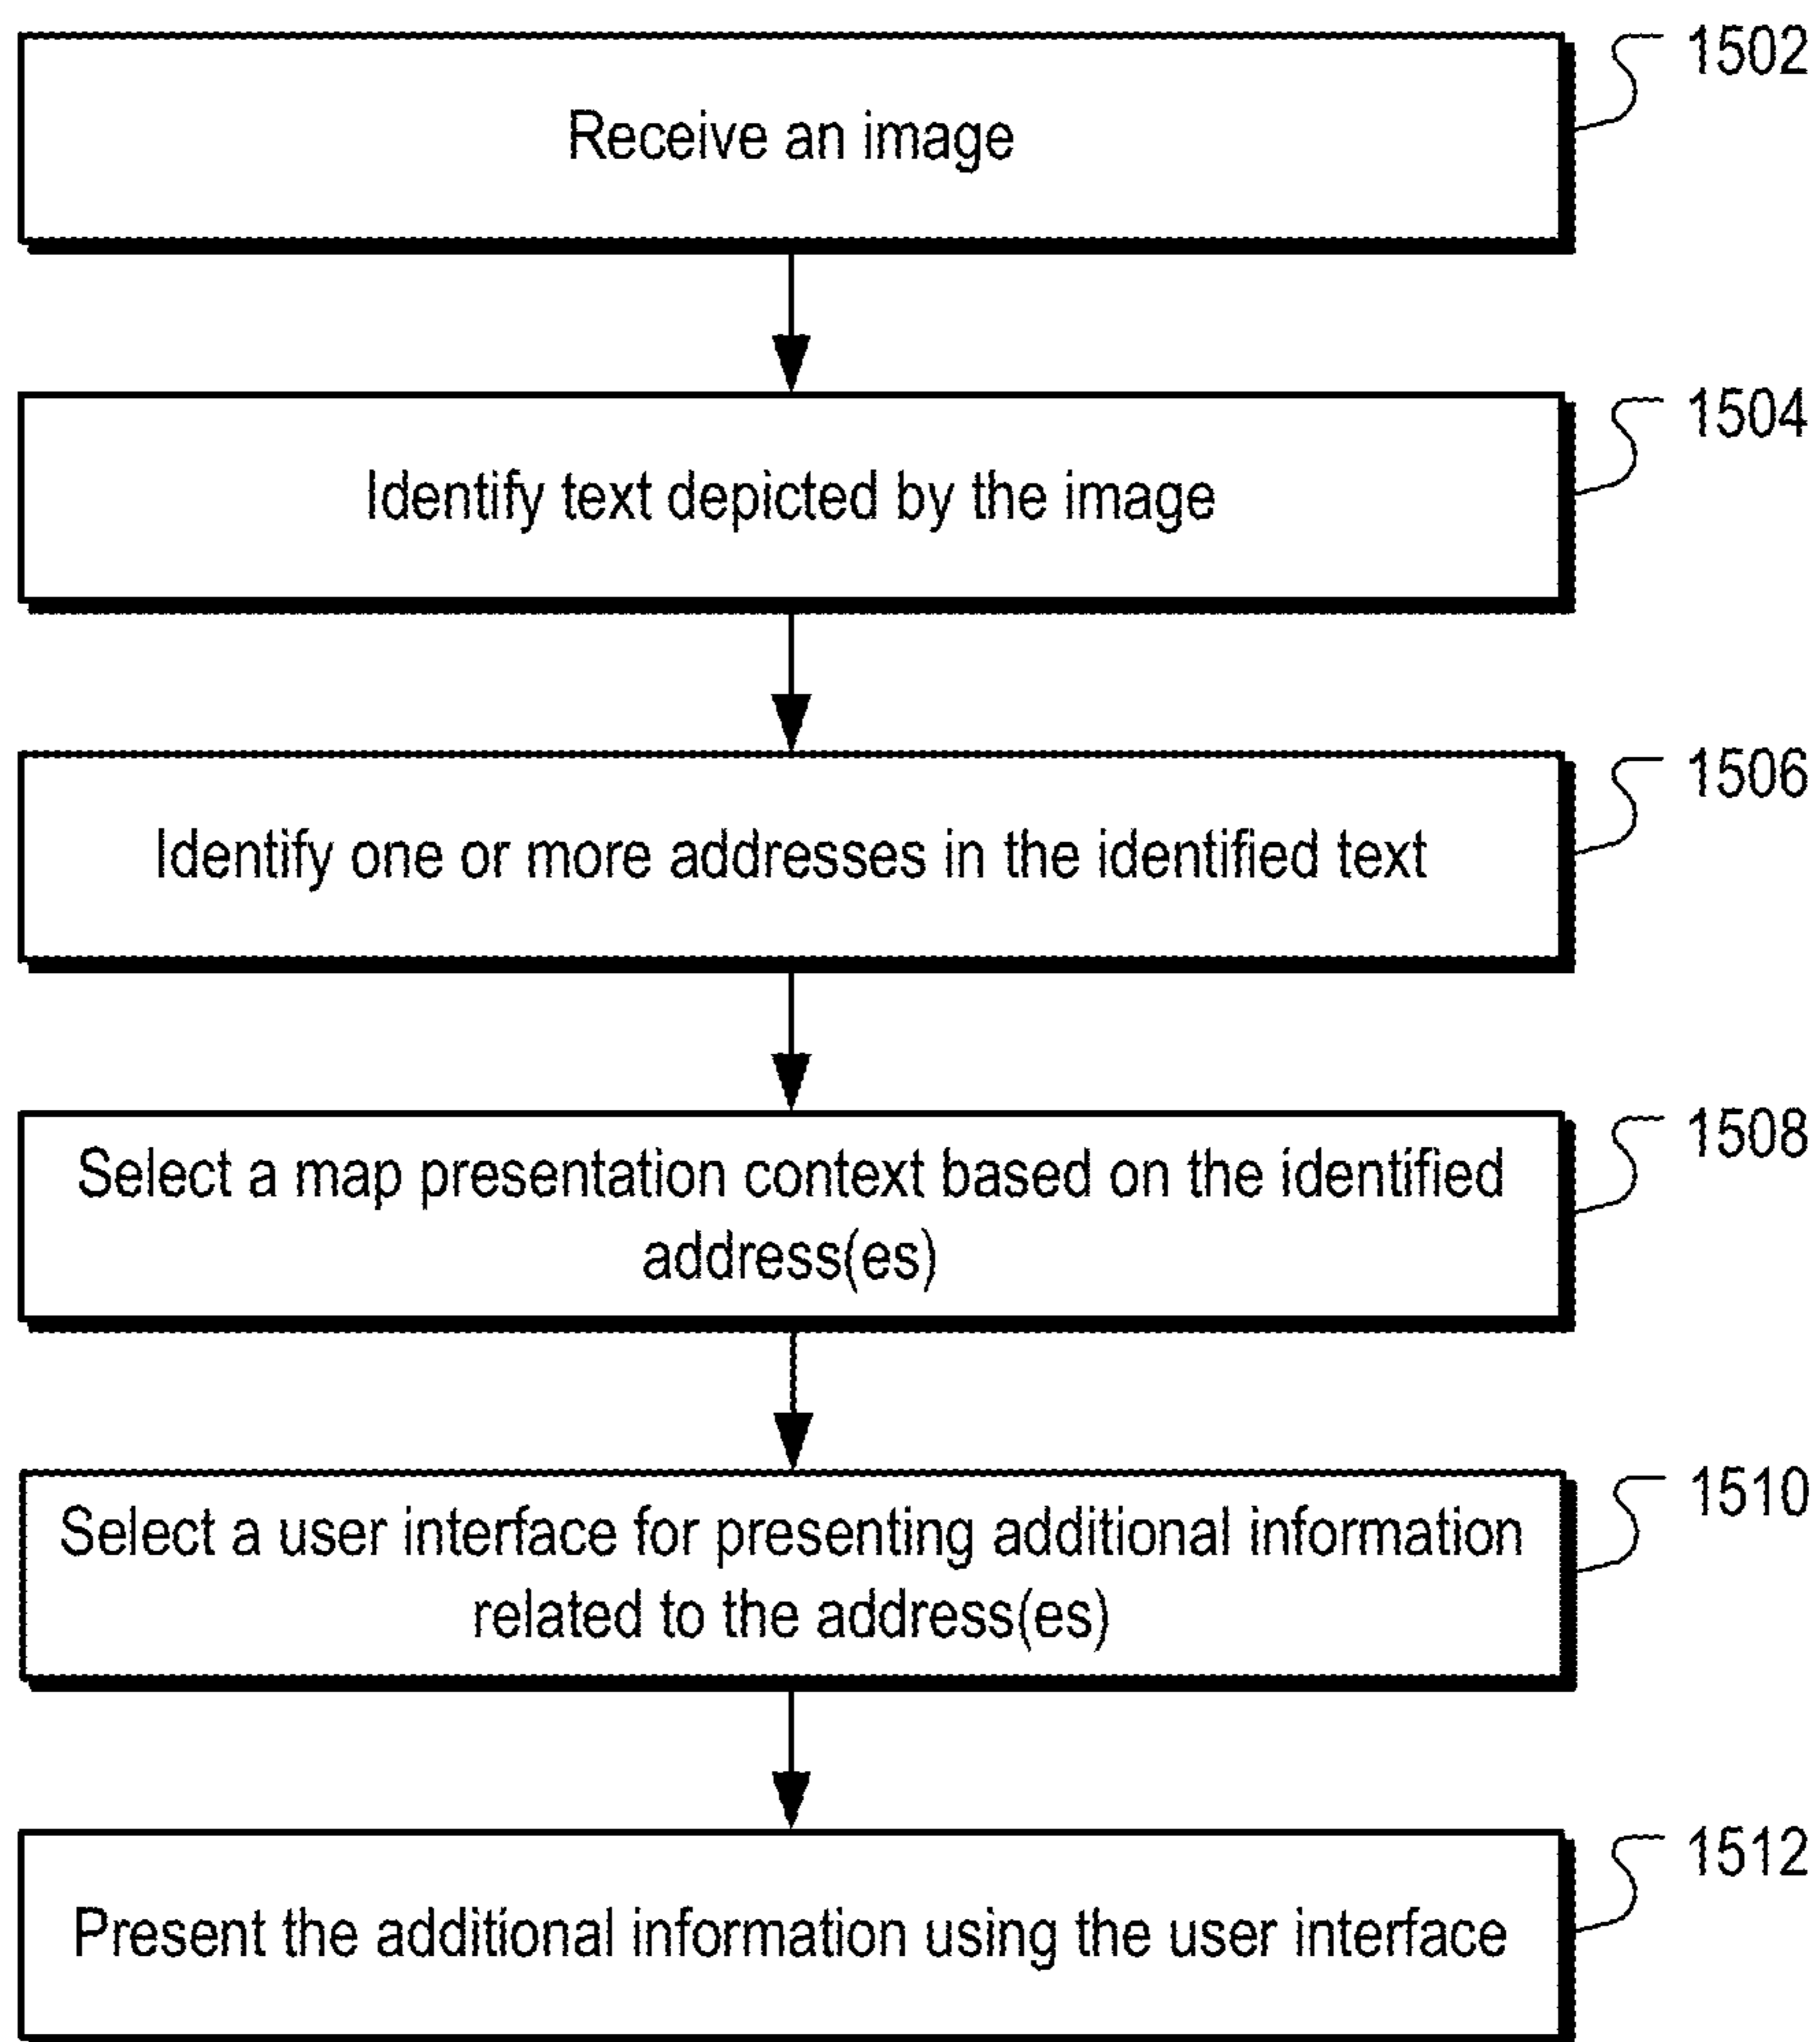 1502
Receive an image
1504
Identify text depicted by the image
1506
Identify one or more addresses in the identified text
1508
Select a map presentation context based on the identified
address(es)
1510
Select a user interface for presenting additional information
related to the address(es)
1512
Present the additional information using the user interface